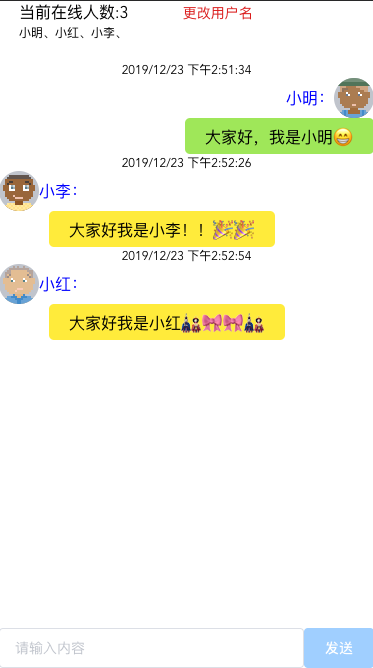 当前在线人数:3 更改用户名
小明、小红、小李、
2019/12/23 下午2:51:34
小明：
大家好，我是小明😁
2019/12/23 下午2:52:26
小李：
大家好我是小李！！🎉🎉
2019/12/23 下午2:52:54
小红：
大家好我是小红🎎🎀🎀🎎
请输入内容 发送